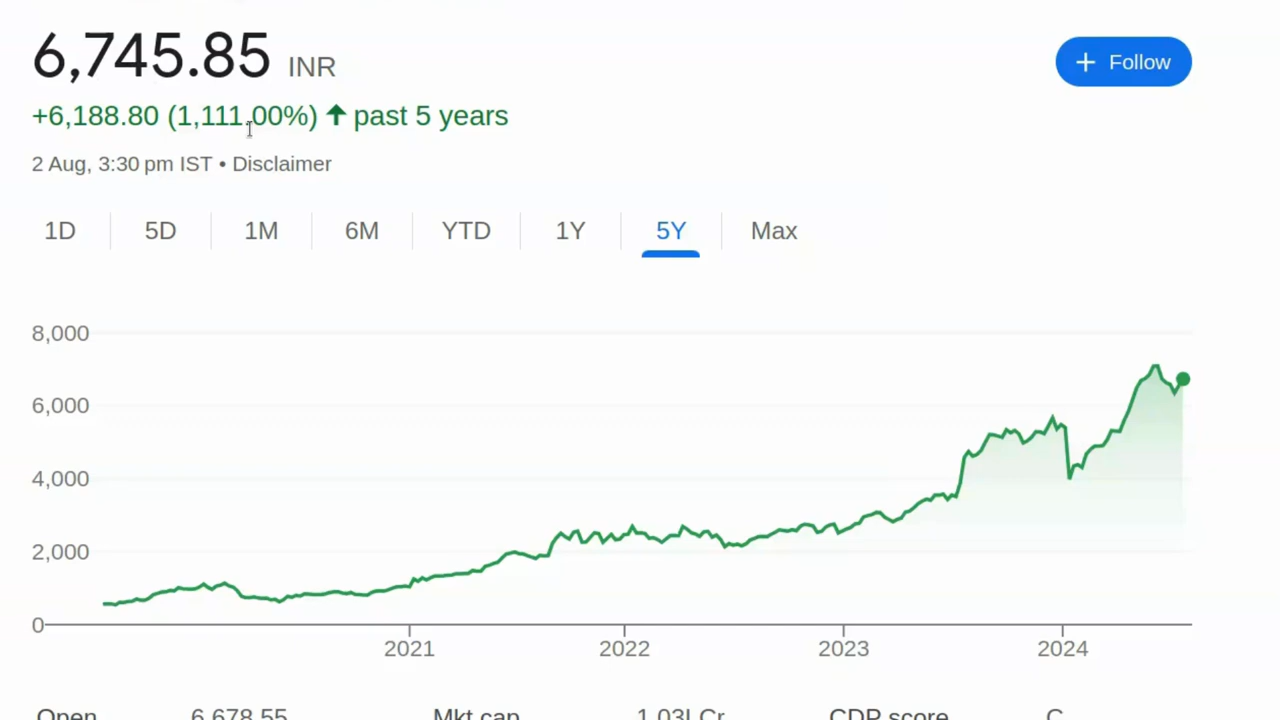 6,745.85 INR
+ Follow
+6,188.80 (1,111.00%) ↑ past 5 years
2 Aug, 3:30 pm IST • Disclaimer
1D 5D 1M 6M YTD 1Y 5Y Max
8,000
6,000
4,000
2,000
0
2021 2022 2023 2024
Open 6,678.55 Mkt cap 1.03LCr CDP score C